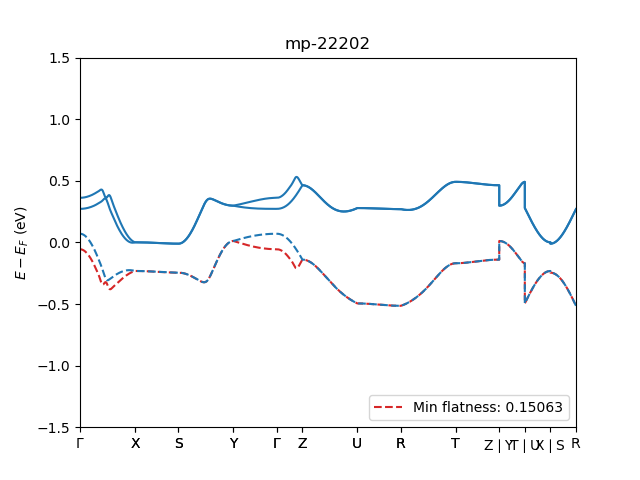 mp-22202
1.5
1.0
0.5
0.0
−0.5
−1.0
−1.5
E − E_F (eV)
Min flatness: 0.15063
Γ X S Y Γ Z U R T Z | Y T | U X | S R